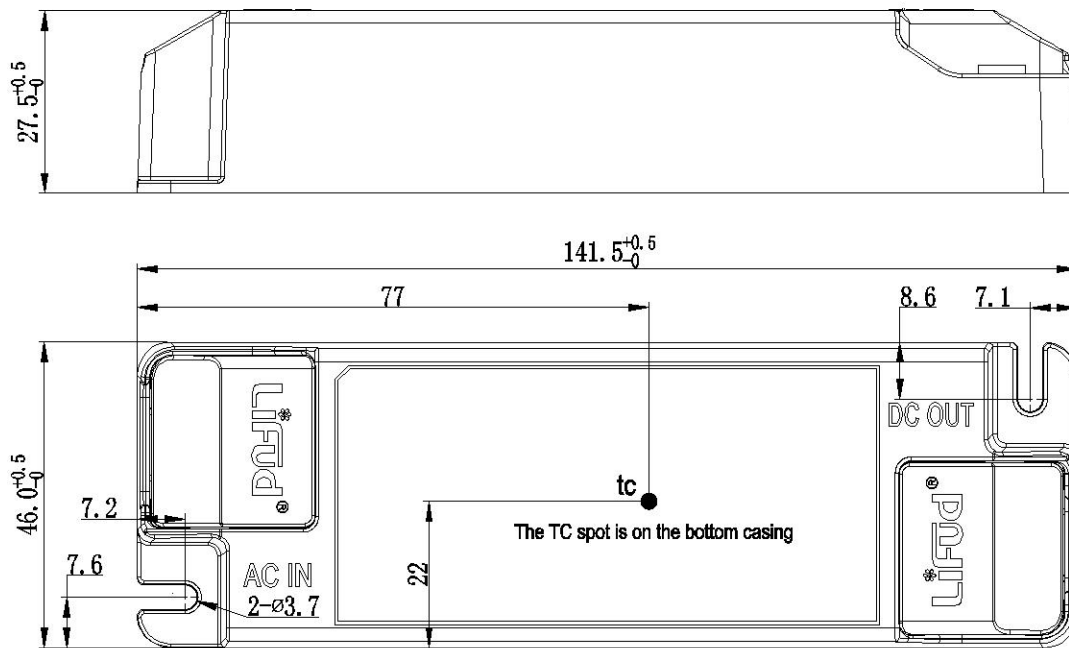 27.5+0.5-0
141.5+0.5-0
77
8.6
7.1
LiFud®
DC OUT
46.0+0.5-0
tc
7.2
The TC spot is on the bottom casing
LiFud®
7.6
22
AC IN
2-ø3.7